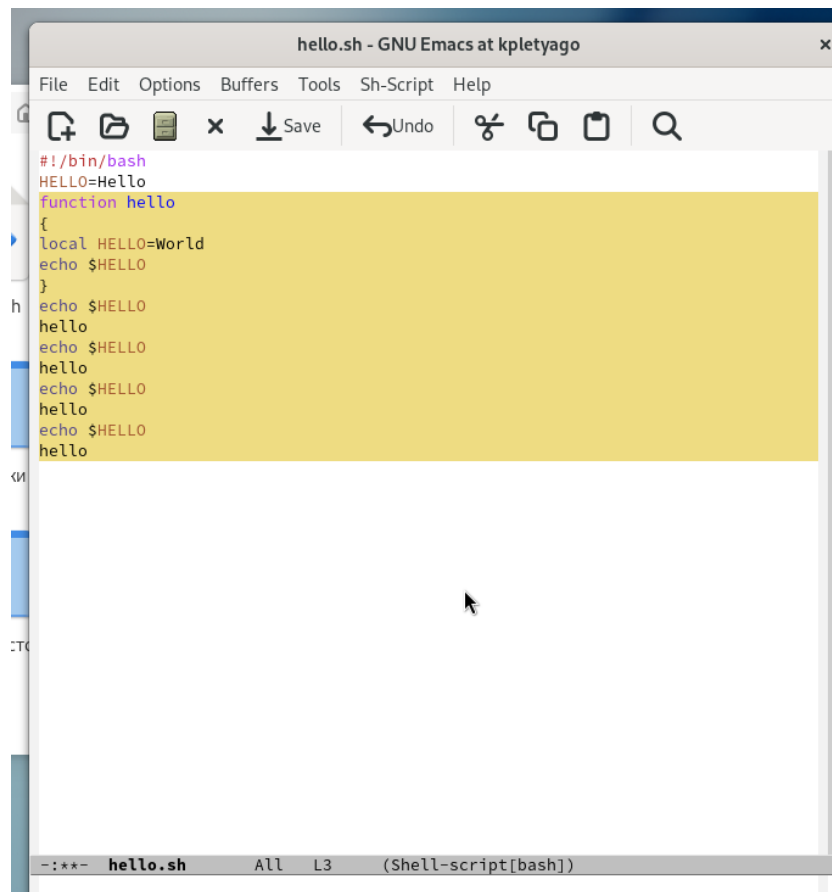 hello.sh - GNU Emacs at kpletyago
File Edit Options Buffers Tools Sh-Script Help
Save Undo
#!/bin/bash
HELLO=Hello
function hello
{
local HELLO=World
echo $HELLO
}
echo $HELLO
hello
echo $HELLO
hello
echo $HELLO
hello
echo $HELLO
hello
h
ки
-:**- hello.sh All L3 (Shell-script[bash])